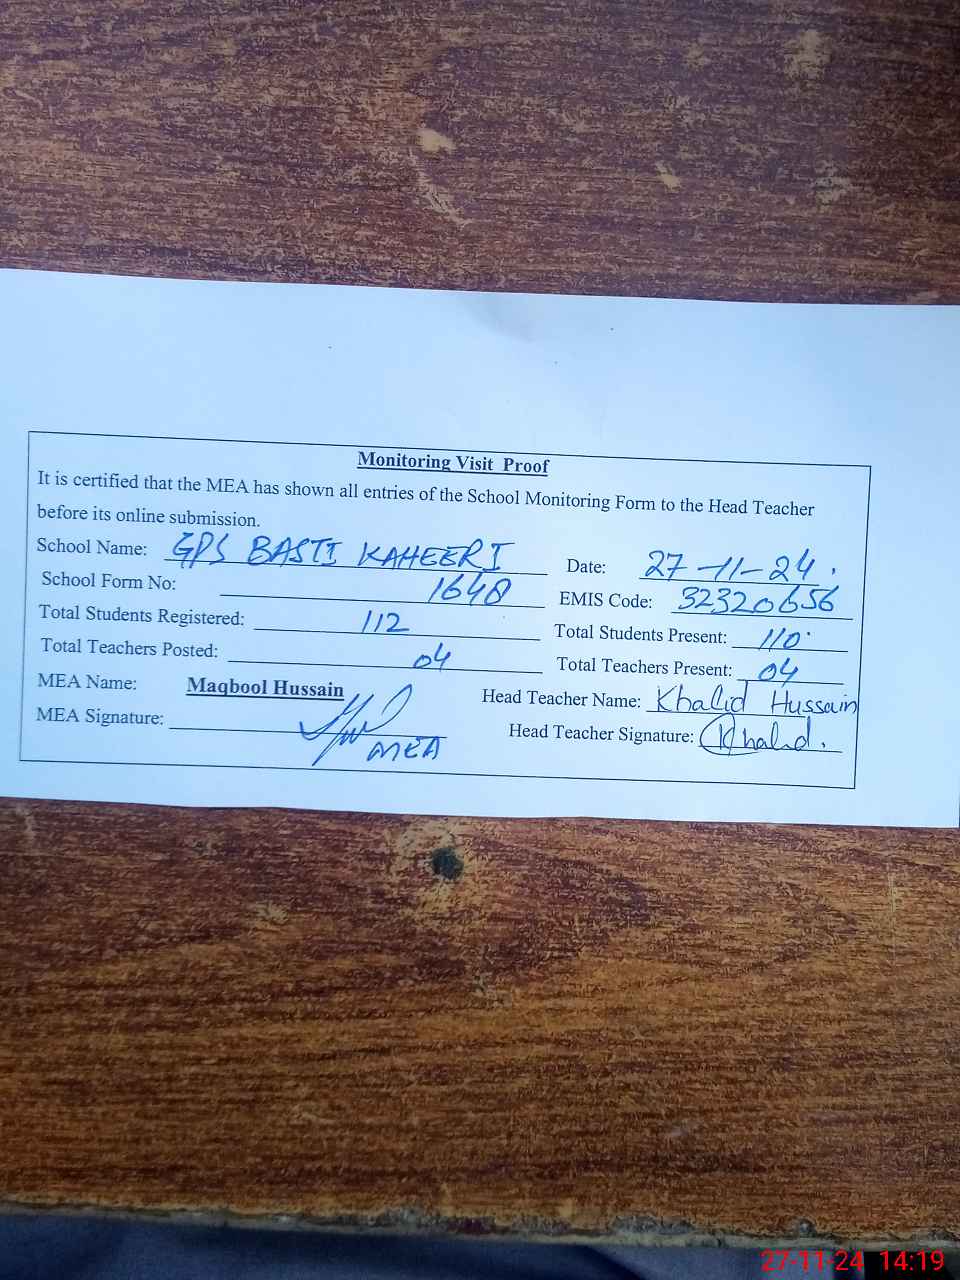 Monitoring Visit Proof
It is certified that the MEA has shown all entries of the School Monitoring Form to the Head Teacher
before its online submission.
School Name: GPS BASTI KAHEERI Date: 27-11-24.
School Form No: 1648 EMIS Code: 32320656
Total Students Registered: 112 Total Students Present: 110
Total Teachers Posted: 04 Total Teachers Present: 04
MEA Name: Maqbool Hussain Head Teacher Name: Khalid Hussain
MEA Signature: MEA Head Teacher Signature: Khalid.
27-11-24 14:19